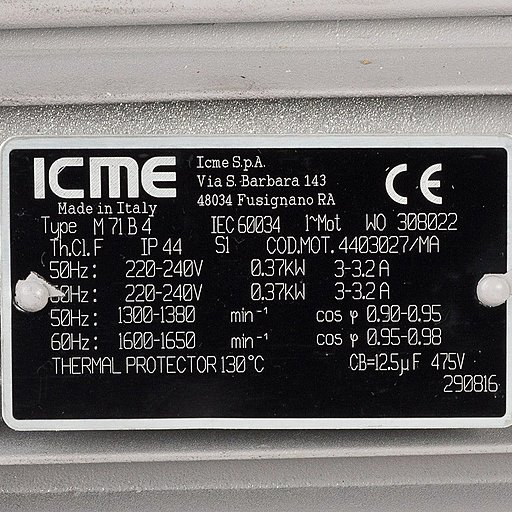 ICME
Icme S.p.A.
Via S. Barbara 143
48034 Fusignano RA
CE
Made in Italy
Type M 71 B 4 IEC 60034 1~Mot WO 308022
Th.Cl. F IP 44 S1 COD.MOT. 4403027/MA
50Hz: 220-240V 0.37kW 3-3.2 A
60Hz: 220-240V 0.37kW 3-3.2 A
50Hz: 1300-1380 min⁻¹ cos φ 0.90-0.95
60Hz: 1600-1650 min⁻¹ cos φ 0.95-0.98
THERMAL PROTECTOR 130°C CB=12.5µF 475V
290816